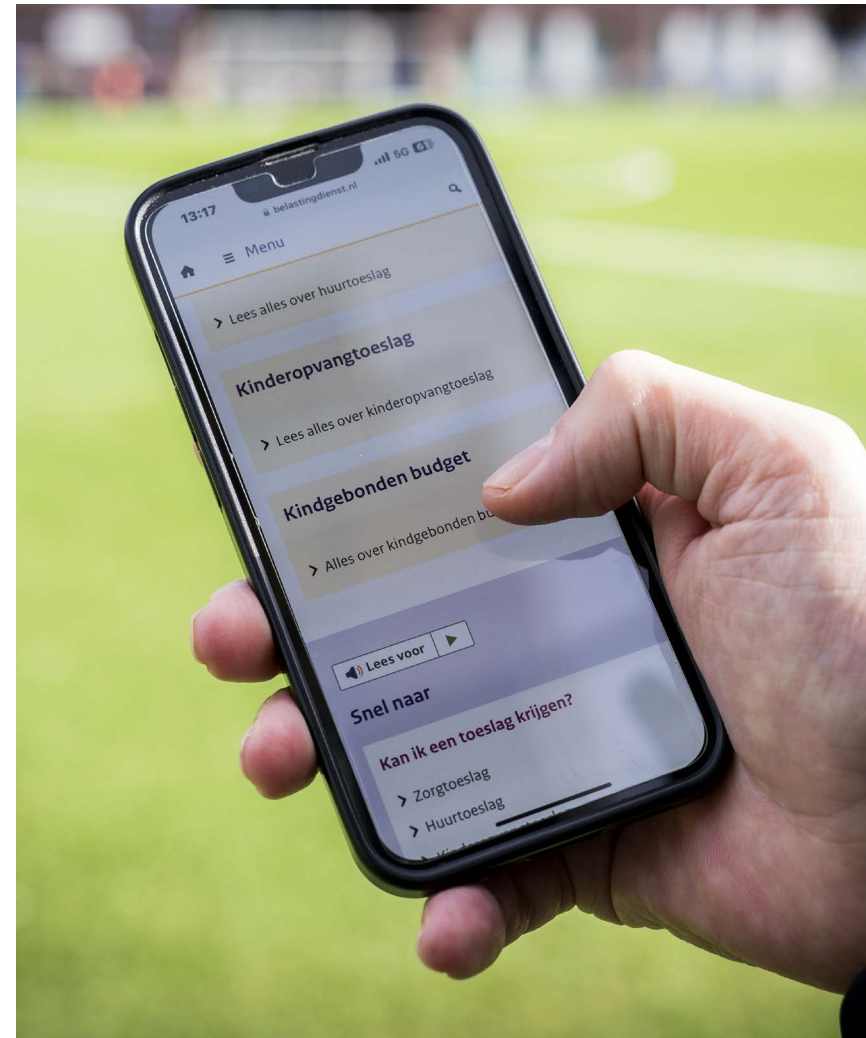 13:17
5G 61
belastingdienst.nl
Menu
Lees alles over huurtoeslag
Kinderopvangtoeslag
Lees alles over kinderopvangtoeslag
Kindgebonden budget
Alles over kindgebonden
Lees voor
Snel naar
Kan ik een toeslag krijgen?
Zorgtoeslag
Huurtoeslag